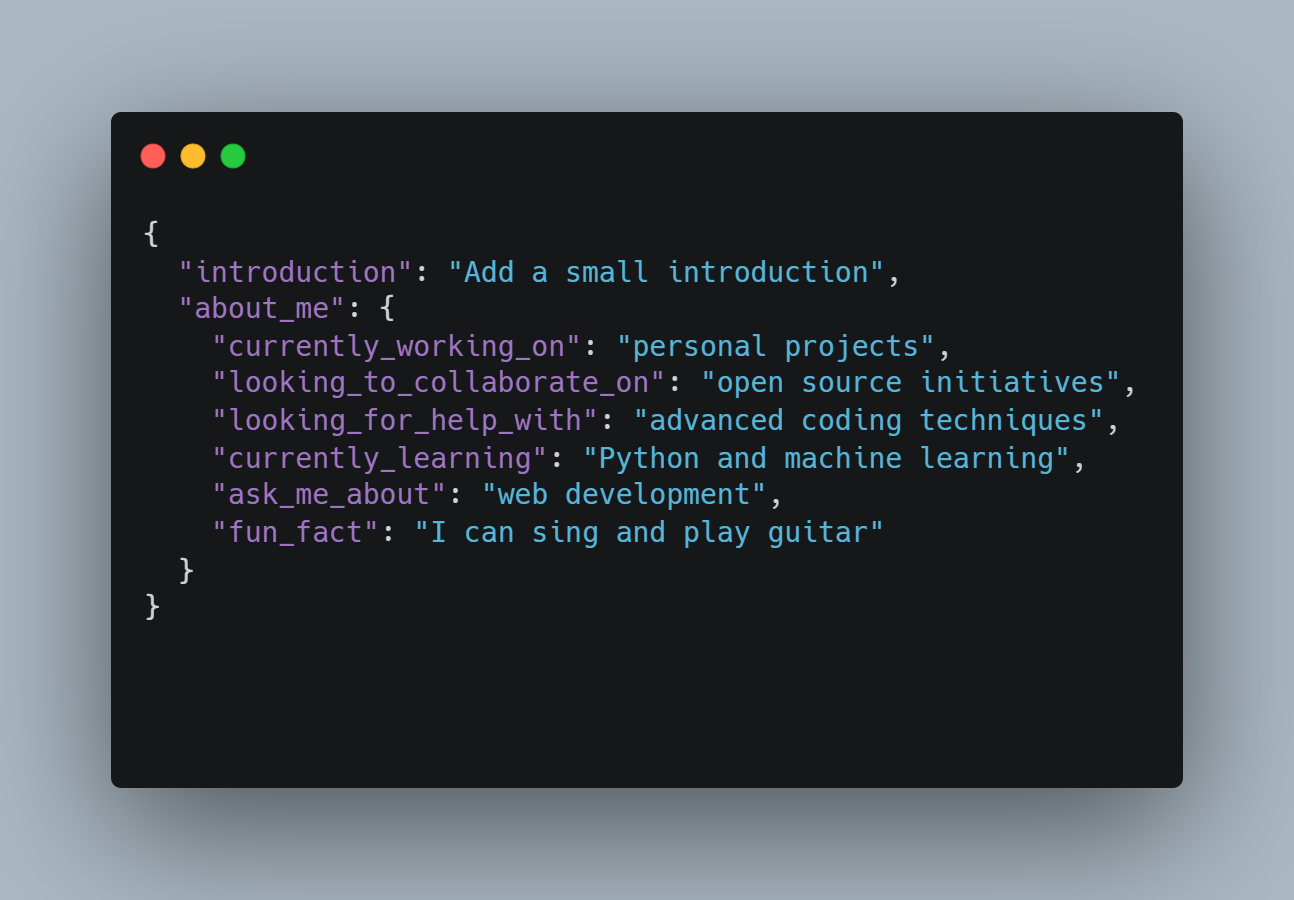 {
  "introduction": "Add a small introduction",
  "about_me": {
    "currently_working_on": "personal projects",
    "looking_to_collaborate_on": "open source initiatives",
    "looking_for_help_with": "advanced coding techniques",
    "currently_learning": "Python and machine learning",
    "ask_me_about": "web development",
    "fun_fact": "I can sing and play guitar"
  }
}